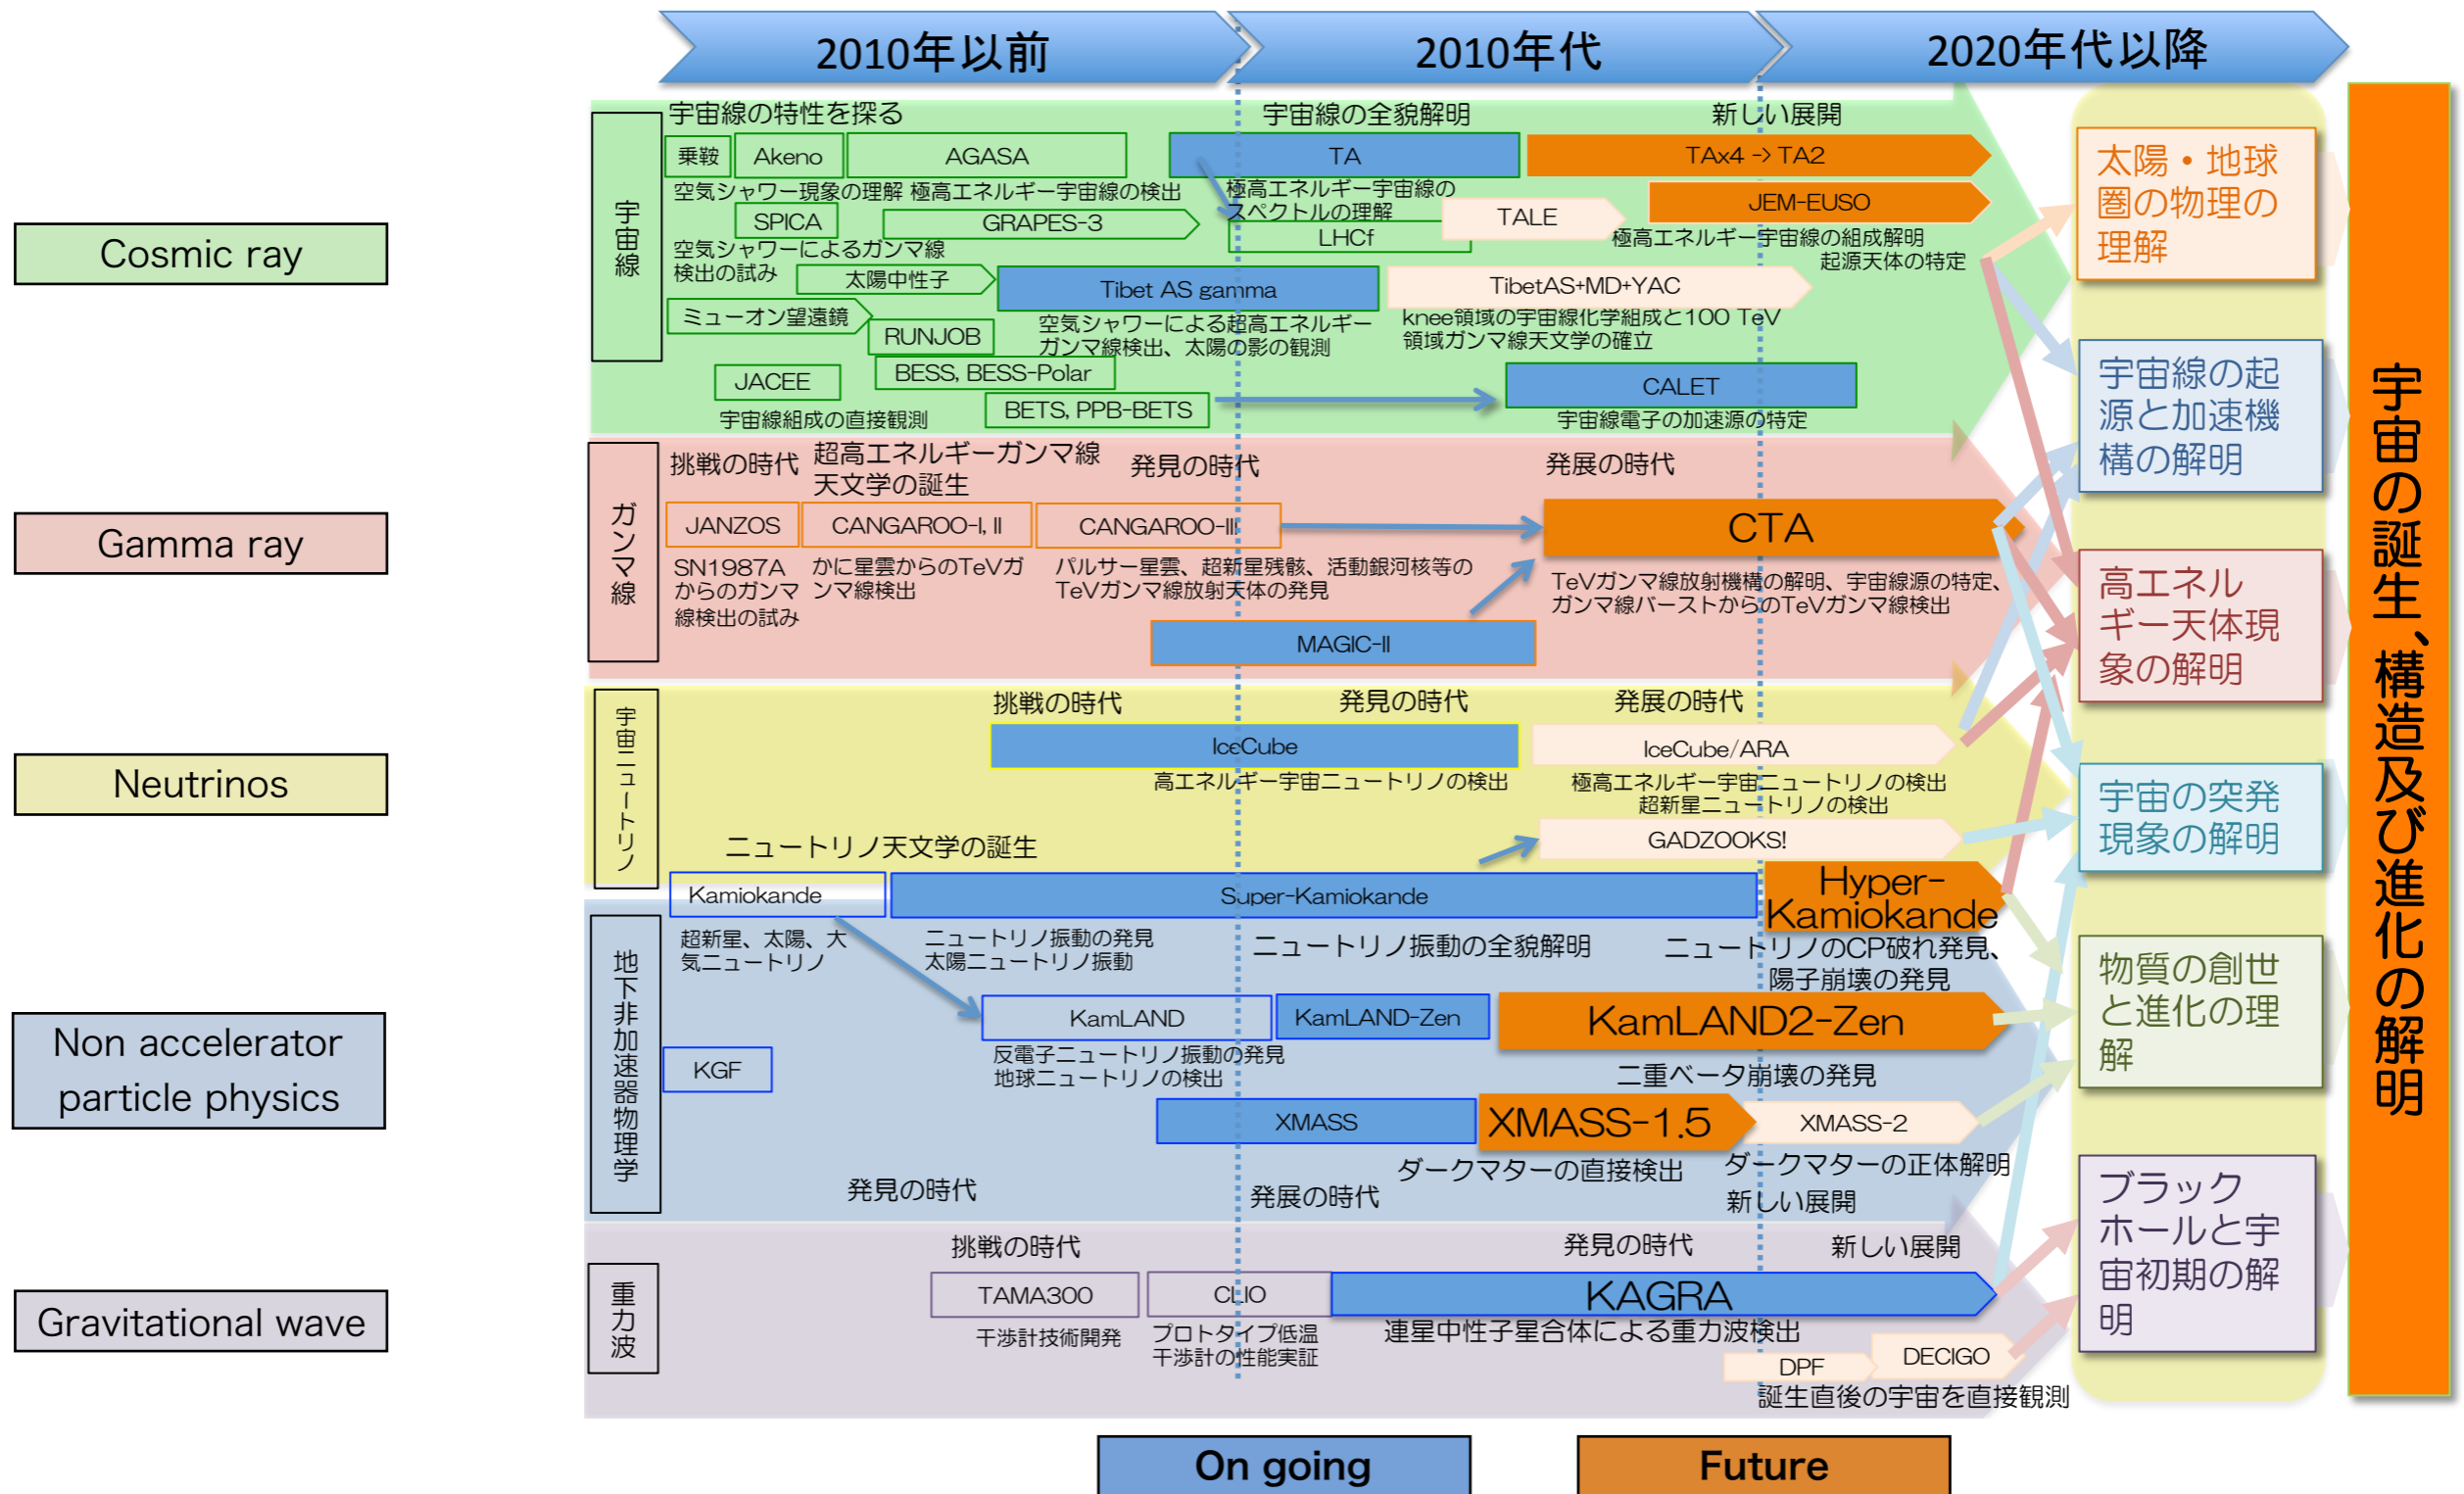 2010年以前
2010年代
2020年代以降
Cosmic ray
Gamma ray
Neutrinos
Non accelerator
particle physics
Gravitational wave
宇宙線
宇宙線の特性を探る
宇宙線の全貌解明
新しい展開
乗鞍
Akeno
AGASA
TA
TAx4 -> TA2
空気シャワー現象の理解
極高エネルギー宇宙線の検出
極高エネルギー宇宙線の
スペクトルの理解
SPICA
GRAPES-3
LHCf
TALE
JEM-EUSO
極高エネルギー宇宙線の組成解明
起源天体の特定
空気シャワーによるガンマ線
検出の試み
太陽中性子
Tibet AS gamma
TibetAS+MD+YAC
ミューオン望遠鏡
RUNJOB
空気シャワーによる超高エネルギー
ガンマ線検出、太陽の影の観測
knee領域の宇宙線化学組成と100 TeV
領域ガンマ線天文学の確立
JACEE
BESS, BESS-Polar
BETS, PPB-BETS
CALET
宇宙線組成の直接観測
宇宙線電子の加速源の特定
ガンマ線
挑戦の時代
超高エネルギーガンマ線
天文学の誕生
発見の時代
発展の時代
JANZOS
CANGAROO-I, II
CANGAROO-III
CTA
SN1987A
からのガンマ
線検出の試み
かに星雲からのTeVガ
ンマ線検出
パルサー星雲、超新星残骸、活動銀河核等の
TeVガンマ線放射天体の発見
TeVガンマ線放射機構の解明、宇宙線源の特定、
ガンマ線バーストからのTeVガンマ線検出
MAGIC-II
宇宙ニュートリノ
挑戦の時代
発見の時代
発展の時代
IceCube
IceCube/ARA
高エネルギー宇宙ニュートリノの検出
極高エネルギー宇宙ニュートリノの検出
超新星ニュートリノの検出
ニュートリノ天文学の誕生
GADZOOKS!
Kamiokande
Super-Kamiokande
Hyper-
Kamiokande
地下非加速器物理学
超新星、太陽、大
気ニュートリノ
ニュートリノ振動の発見
太陽ニュートリノ振動
ニュートリノ振動の全貌解明
ニュートリノのCP破れ発見、
陽子崩壊の発見
KamLAND
KamLAND-Zen
KamLAND2-Zen
KGF
反電子ニュートリノ振動の発見
地球ニュートリノの検出
二重ベータ崩壊の発見
XMASS
XMASS-1.5
XMASS-2
ダークマターの直接検出
ダークマターの正体解明
発見の時代
発展の時代
新しい展開
重力波
挑戦の時代
発見の時代
新しい展開
TAMA300
CLIO
KAGRA
干渉計技術開発
プロトタイプ低温
干渉計の性能実証
連星中性子星合体による重力波検出
DPF
DECIGO
誕生直後の宇宙を直接観測
太陽・地球
圏の物理の
理解
宇宙線の起
源と加速機
構の解明
高エネル
ギー天体現
象の解明
宇宙の突発
現象の解明
物質の創世
と進化の理
解
ブラック
ホールと宇
宙初期の解
明
宇宙の誕生、構造及び進化の解明
On going
Future